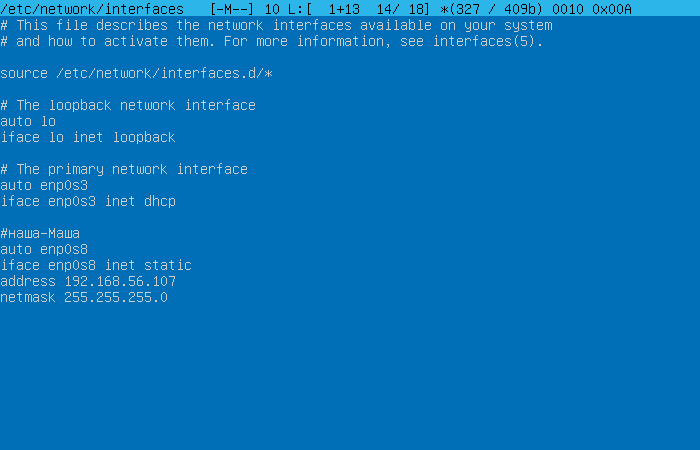 /etc/network/interfaces [-M--] 10 L:[ 1+13 14/ 18] *(327 / 409b) 0010 0x00A
# This file describes the network interfaces available on your system
# and how to activate them. For more information, see interfaces(5).
source /etc/network/interfaces.d/*
# The loopback network interface
auto lo
iface lo inet loopback
# The primary network interface
auto enp0s3
iface enp0s3 inet dhcp
#наша-Маша
auto enp0s8
iface enp0s8 inet static
address 192.168.56.107
netmask 255.255.255.0